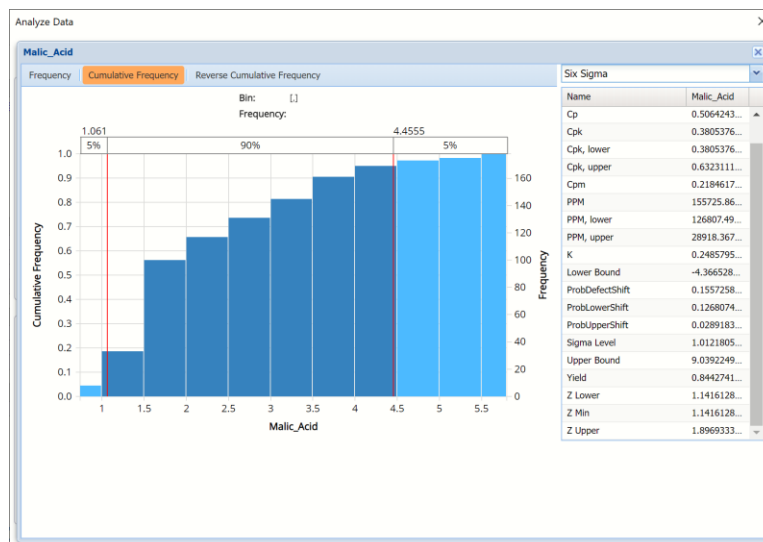 Analyze Data
Malic_Acid
Frequency Cumulative Frequency Reverse Cumulative Frequency
Six Sigma
Bin: [,]
Frequency:
1.061 4.4555
5% 90% 5%
1.0
0.9
0.8
0.7
0.6
0.5
0.4
0.3
0.2
0.1
0.0
Cumulative Frequency
160
140
120
100
80
60
40
20
0
Frequency
1 1.5 2 2.5 3 3.5 4 4.5 5 5.5
Malic_Acid
Name Malic_Acid
Cp 0.5064243...
Cpk 0.3805376...
Cpk, lower 0.3805376...
Cpk, upper 0.6323111...
Cpm 0.2184617...
PPM 155725.86...
PPM, lower 126807.49...
PPM, upper 28918.367...
K 0.2485795...
Lower Bound -4.366528...
ProbDefectShift 0.1557258...
ProbLowerShift 0.1268074...
ProbUpperShift 0.0289183...
Sigma Level 1.0121805...
Upper Bound 9.0392249...
Yield 0.8442741...
Z Lower 1.1416128...
Z Min 1.1416128...
Z Upper 1.8969333...